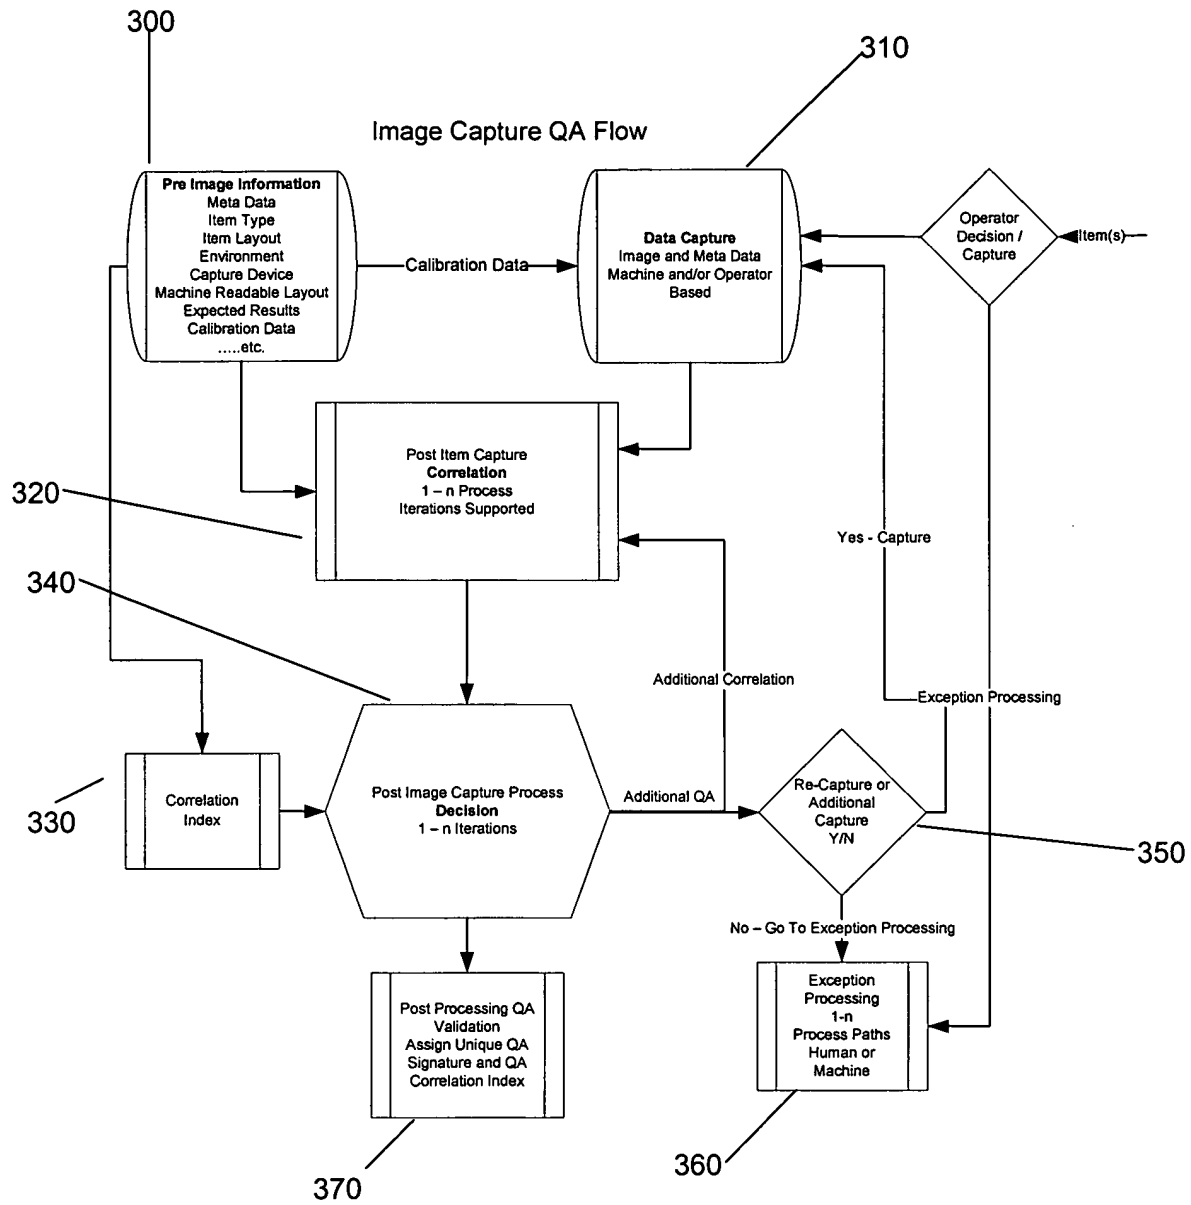 300
310
Image Capture QA Flow
Pre Image Information
Meta Data
Item Type
Item Layout
Environment
Capture Device
Machine Readable Layout
Expected Results
Calibration Data
.....etc.
Calibration Data
Data Capture
Image and Meta Data
Machine and/or Operator
Based
Operator
Decision /
Capture
Item(s)
Post Item Capture
Correlation
1 – n Process
Iterations Supported
320
Yes - Capture
340
Additional Correlation
Exception Processing
Correlation
Index
330
Post Image Capture Process
Decision
1 – n Iterations
Additional QA
Re-Capture or
Additional
Capture
Y/N
350
No – Go To Exception Processing
Post Processing QA
Validation
Assign Unique QA
Signature and QA
Correlation Index
Exception
Processing
1-n
Process Paths
Human or
Machine
360
370